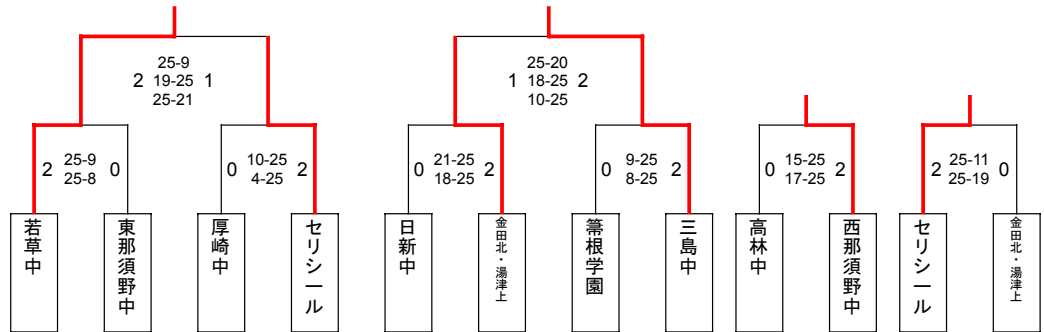 25-9
2 19-25 1
25-21
25-20
1 18-25 2
10-25
2 25-9 0
25-8
0 10-25 2
4-25
0 21-25 2
18-25
0 9-25 2
8-25
0 15-25 2
17-25
2 25-11 0
25-19
若草中
東那須野中
厚崎中
セリシール
日新中
金田北・湯津上
箒根学園
三島中
高林中
西那須野中
セリシール
金田北・湯津上